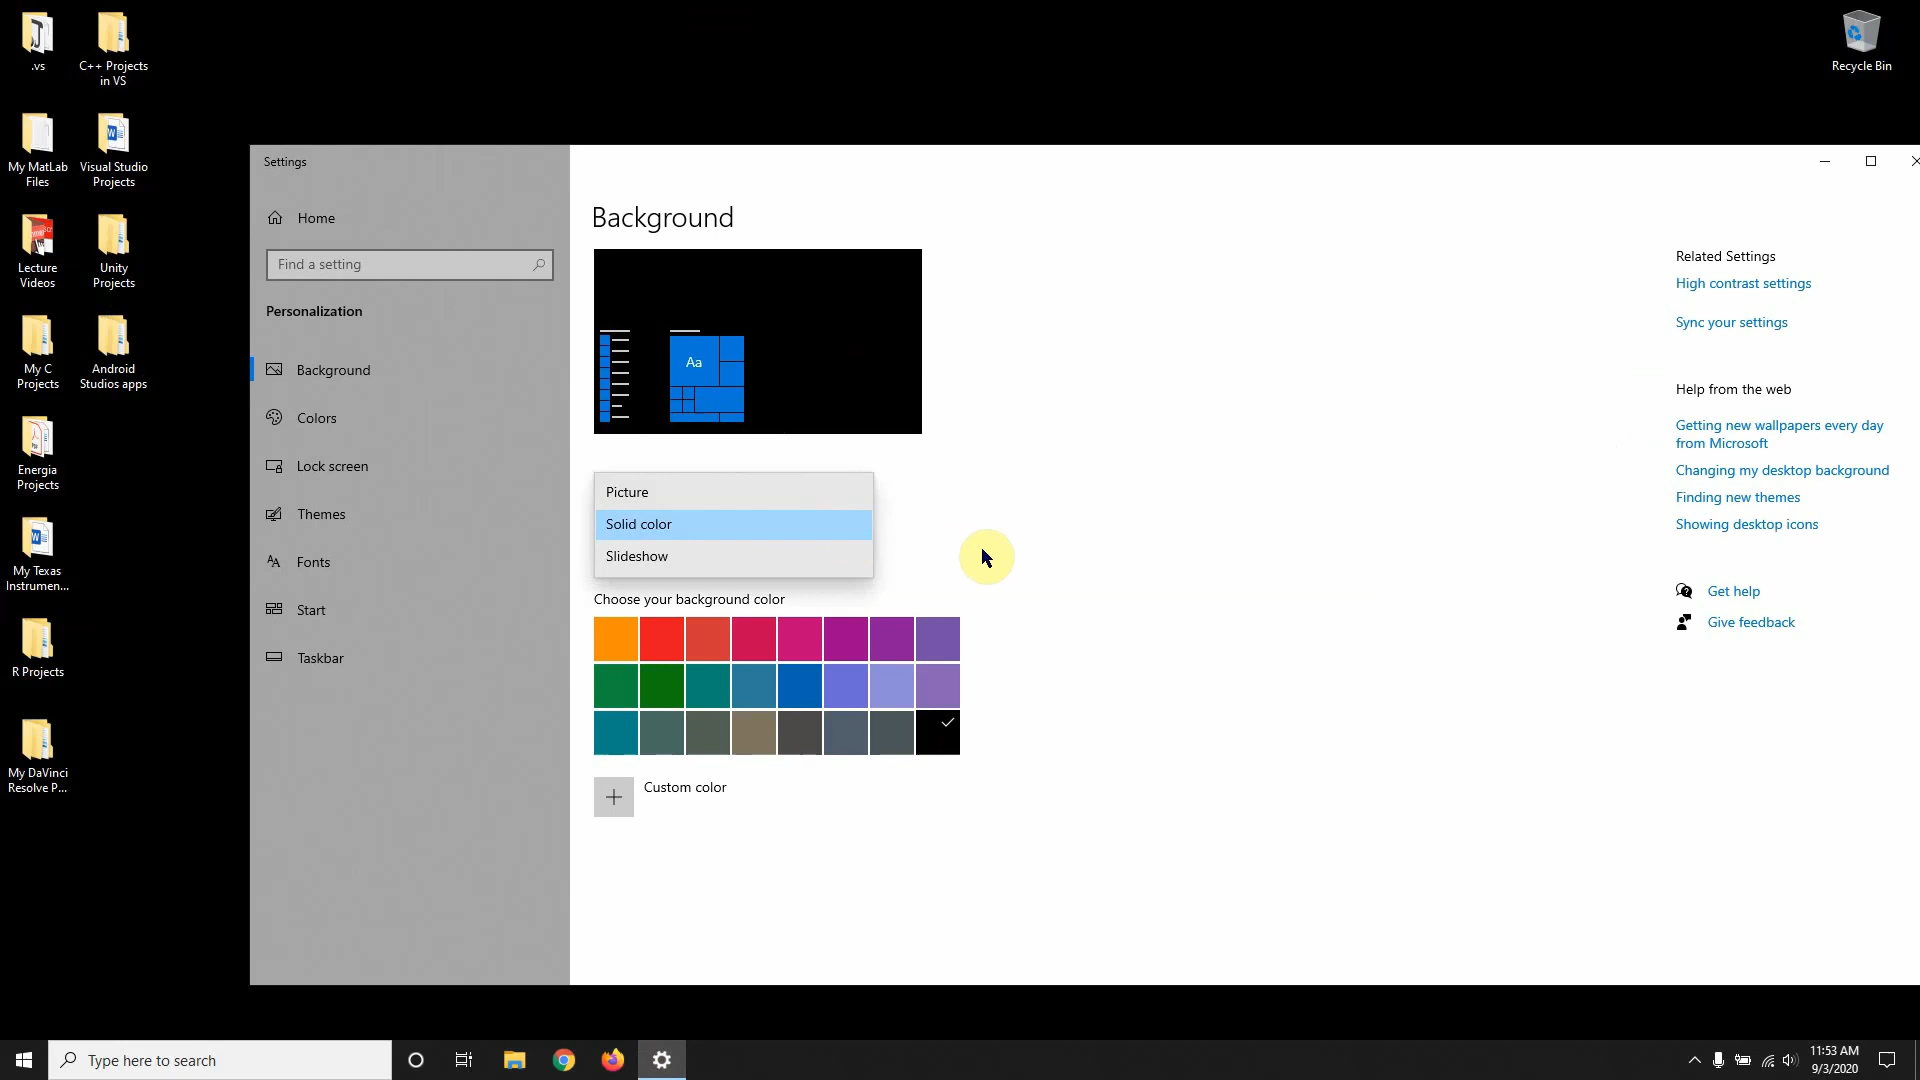 .vs
C++ Projects
in VS
My MatLab
Files
Visual Studio
Projects
Lecture
Videos
Unity
Projects
My C
Projects
Android
Studios apps
Energia
Projects
My Texas
Instrumen...
R Projects
My DaVinci
Resolve P...
Recycle Bin
Settings
Home
Find a setting
Personalization
Background
Colors
Lock screen
Themes
Fonts
Start
Taskbar
Background
Aa
Picture
Solid color
Slideshow
Choose your background color
Custom color
Related Settings
High contrast settings
Sync your settings
Help from the web
Getting new wallpapers every day
from Microsoft
Changing my desktop background
Finding new themes
Showing desktop icons
Get help
Give feedback
Type here to search
11:53 AM
9/3/2020